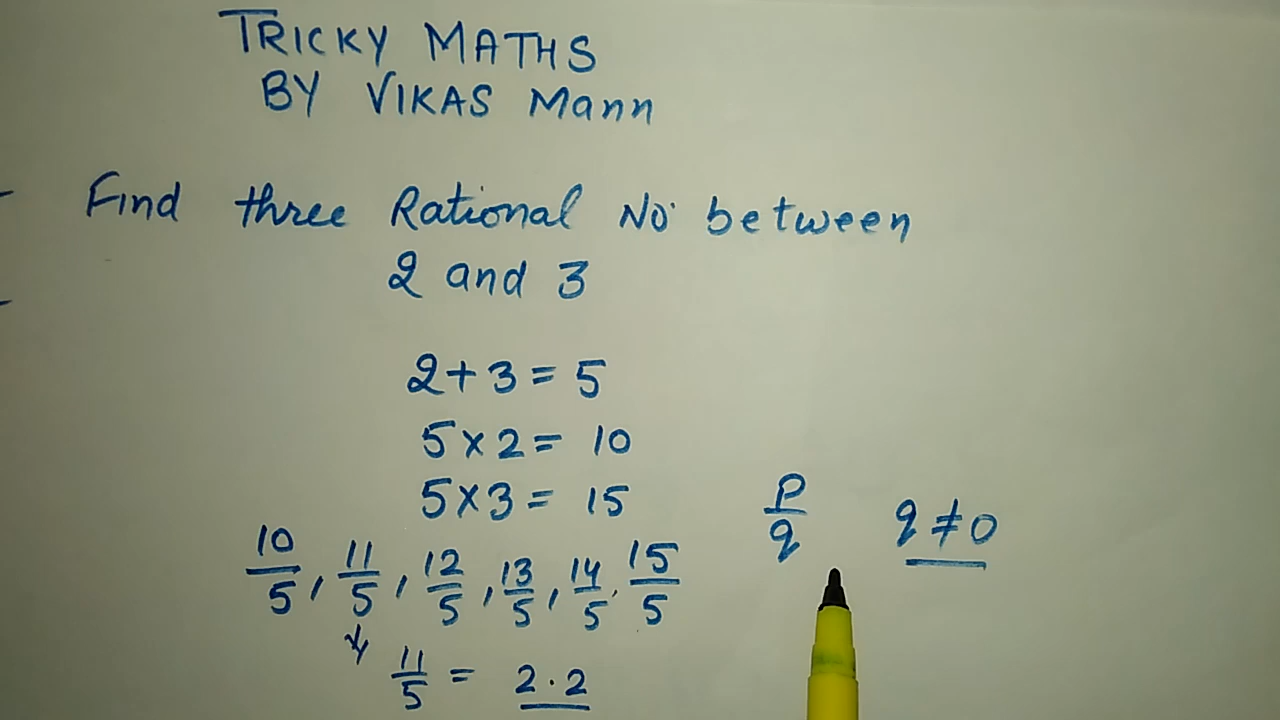 TRICKY MATHS
BY VIKAS Mann
Find three Rational No. between
2 and 3
2+3=5
5×2= 10
5×3= 15
10/5, 11/5, 12/5, 13/5, 14/5, 15/5
p/q q≠0
11/5 = 2.2